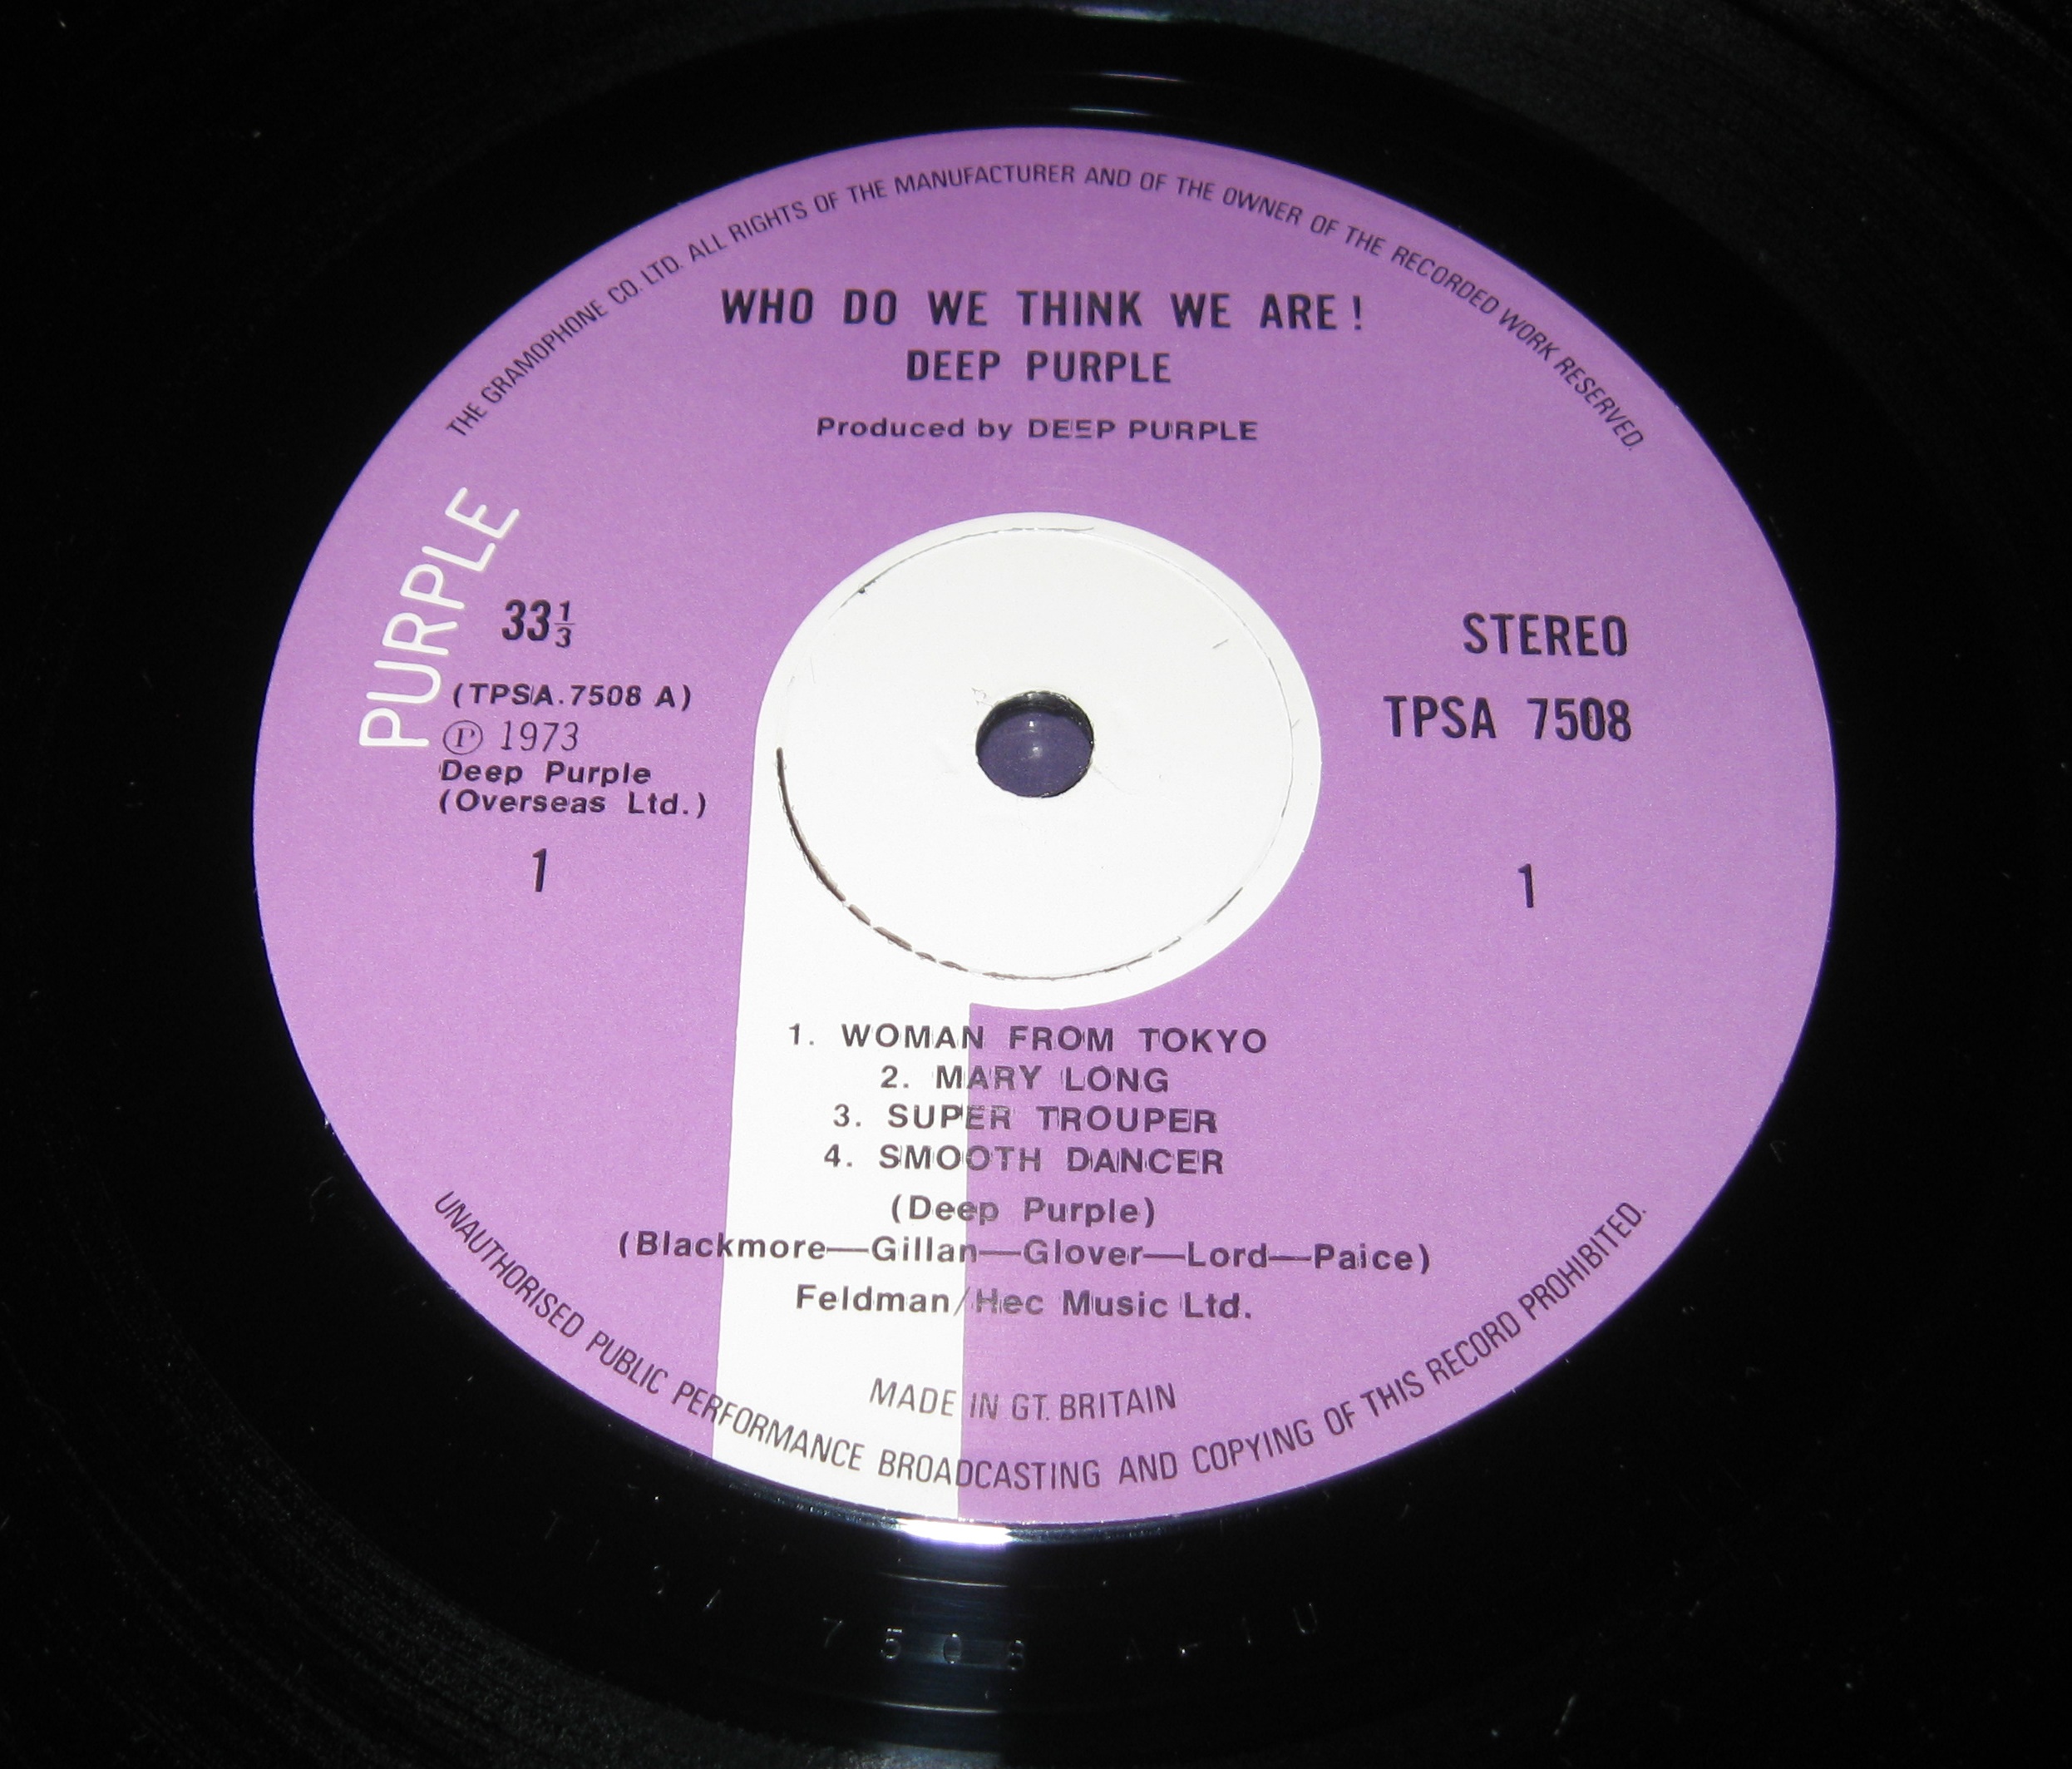 THE GRAMOPHONE CO. LTD. ALL RIGHTS OF THE MANUFACTURER AND OF THE OWNER OF THE RECORDED WORK RESERVED.
WHO DO WE THINK WE ARE !
DEEP PURPLE
Produced by DEEP PURPLE
PURPLE
33⅓
(TPSA.7508 A)
Ⓟ 1973
Deep Purple
(Overseas Ltd.)
1
STEREO
TPSA 7508
1
1. WOMAN FROM TOKYO
2. MARY LONG
3. SUPER TROUPER
4. SMOOTH DANCER
(Deep Purple)
(Blackmore—Gillan—Glover—Lord—Paice)
Feldman/Hec Music Ltd.
MADE IN GT. BRITAIN
UNAUTHORISED PUBLIC PERFORMANCE BROADCASTING AND COPYING OF THIS RECORD PROHIBITED.
7508 A-1U